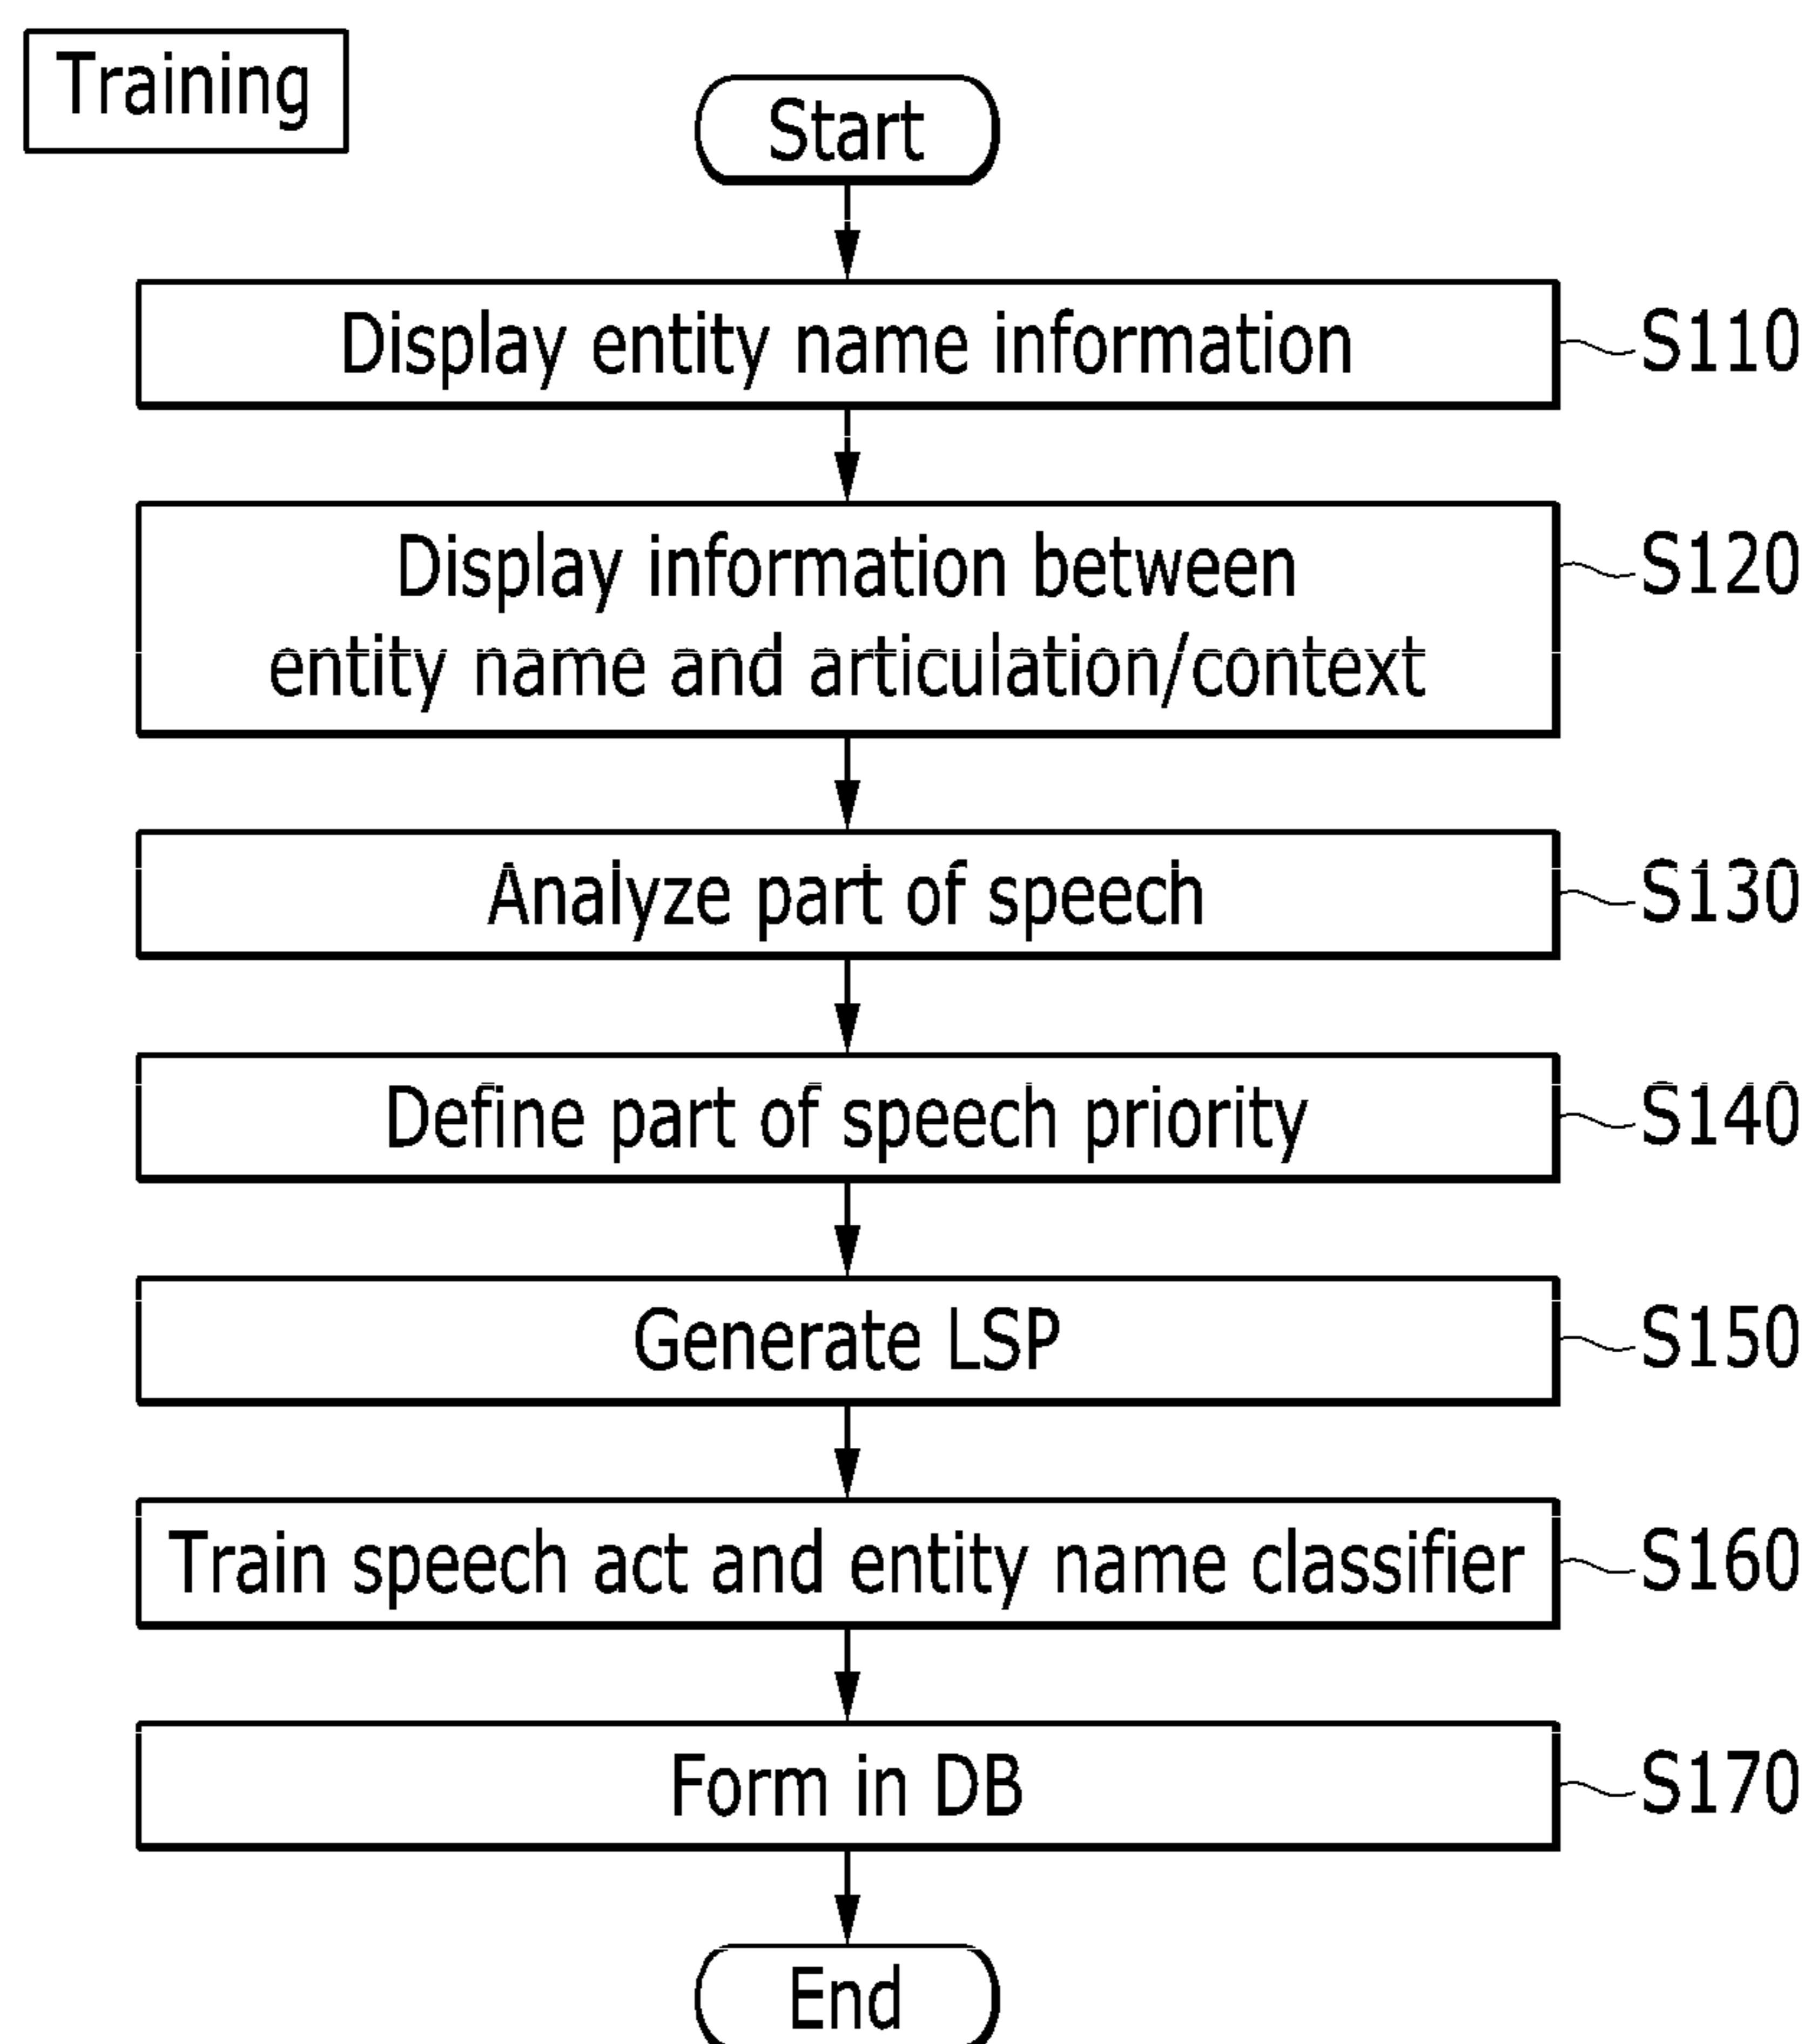 Training
Start
Display entity name information
S110
Display information between
entity name and articulation/context
S120
Analyze part of speech
S130
Define part of speech priority
S140
Generate LSP
S150
Train speech act and entity name classifier
S160
Form in DB
S170
End